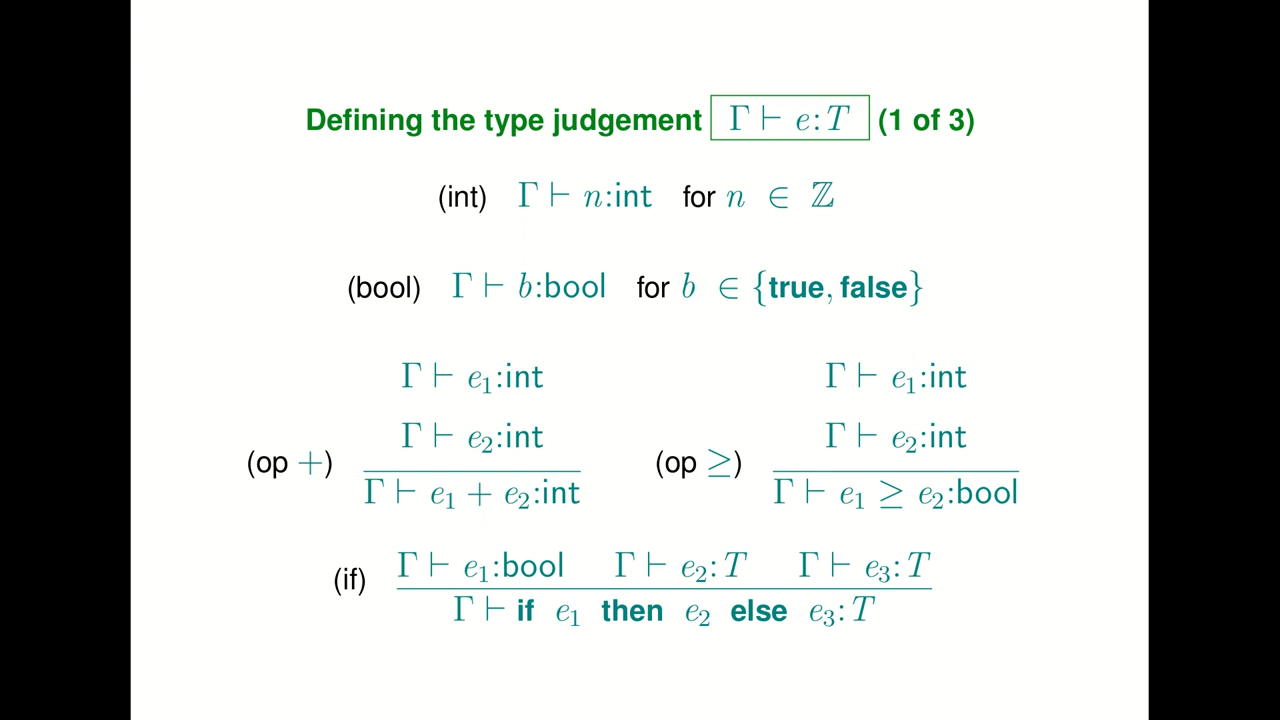 Defining the type judgement Γ ⊢ e:T (1 of 3)
(int) Γ ⊢ n:int for n ∈ ℤ
(bool) Γ ⊢ b:bool for b ∈ {true, false}
Γ ⊢ e₁:int
Γ ⊢ e₂:int
(op +)
Γ ⊢ e₁ + e₂:int
Γ ⊢ e₁:int
Γ ⊢ e₂:int
(op ≥)
Γ ⊢ e₁ ≥ e₂:bool
Γ ⊢ e₁:bool Γ ⊢ e₂:T Γ ⊢ e₃:T
(if)
Γ ⊢ if e₁ then e₂ else e₃:T